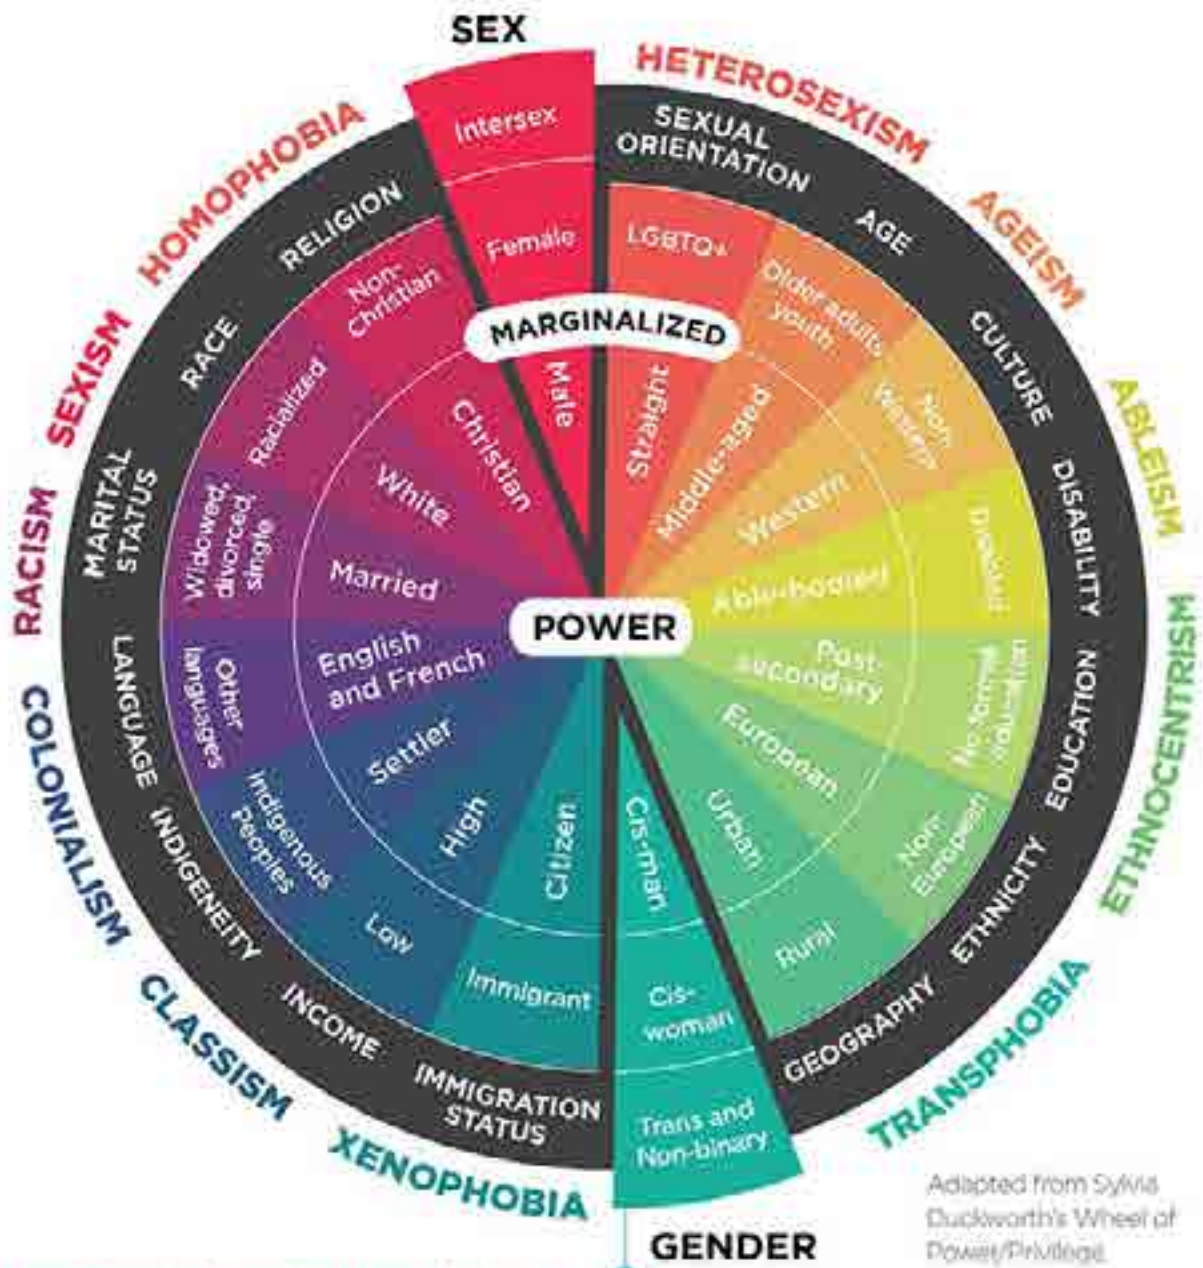 SEX
Intersex
Female
Male
MARGINALIZED
POWER
HETEROSEXISM
AGEISM
ABLEISM
ETHNOCENTRISM
TRANSPHOBIA
XENOPHOBIA
CLASSISM
COLONIALISM
RACISM
SEXISM
HOMOPHOBIA
SEXUAL
ORIENTATION
LGBTQ+
Straight
AGE
Older adults
youth
Middle-aged
CULTURE
Non-
Western
Western
DISABILITY
Disabled
Able-bodied
EDUCATION
No formal
education
Post-
secondary
ETHNICITY
Non-
European
European
GEOGRAPHY
Rural
Urban
GENDER
Cis-man
Cis-
woman
Trans and
Non-binary
IMMIGRATION
STATUS
Immigrant
Citizen
INCOME
Low
High
INDIGENEITY
Indigenous
Peoples
Settler
LANGUAGE
Other
languages
English
and French
MARITAL
STATUS
Widowed,
divorced,
single
Married
RACE
Racialized
White
RELIGION
Non-
Christian
Christian
Adapted from Sylvia
Duckworth's Wheel of
Power/Privilege